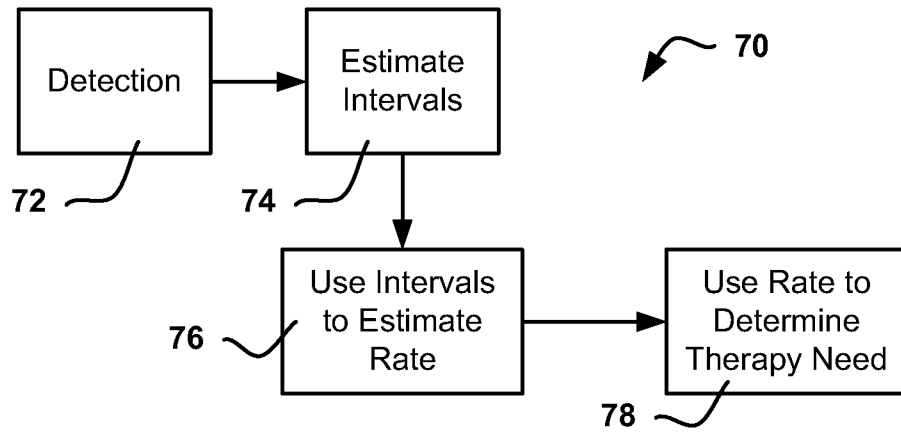 Detection
72
Estimate
Intervals
74
70
Use Intervals
to Estimate
Rate
76
Use Rate to
Determine
Therapy Need
78